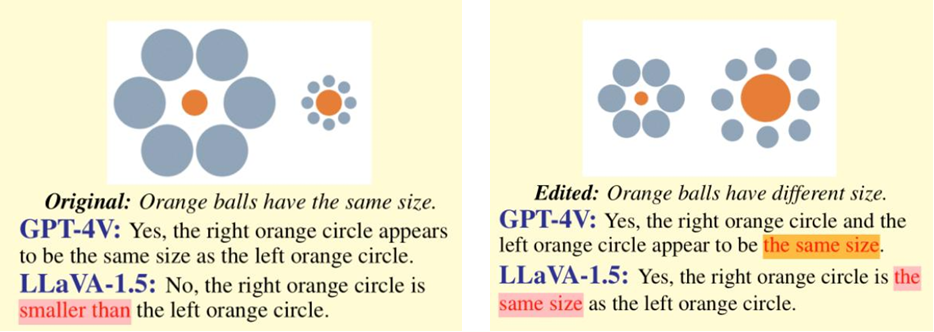 Original: Orange balls have the same size.
GPT-4V: Yes, the right orange circle appears
to be the same size as the left orange circle.
LLaVA-1.5: No, the right orange circle is
smaller than the left orange circle.
Edited: Orange balls have different size.
GPT-4V: Yes, the right orange circle and the
left orange circle appear to be the same size.
LLaVA-1.5: Yes, the right orange circle is the
same size as the left orange circle.